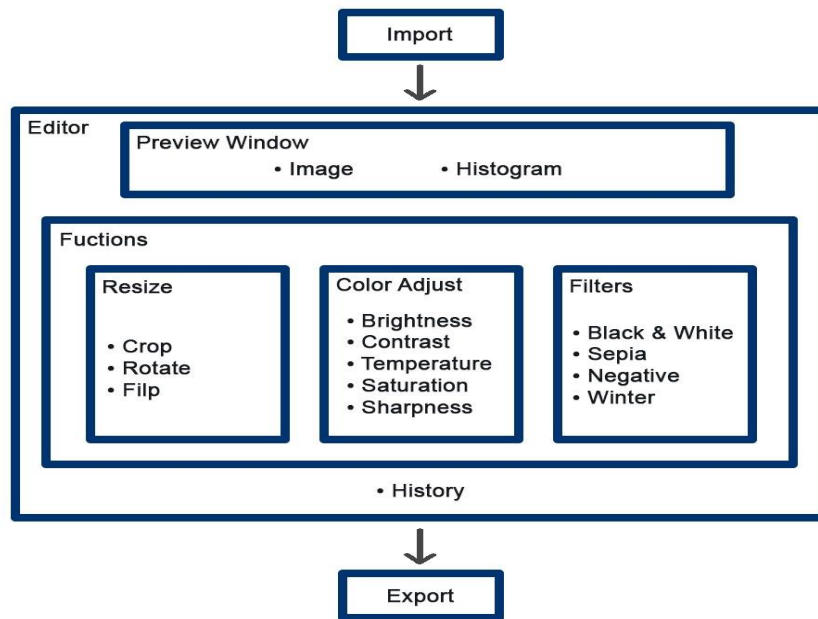 Import
Editor
Preview Window
• Image • Histogram
Fuctions
Resize
• Crop
• Rotate
• Filp
Color Adjust
• Brightness
• Contrast
• Temperature
• Saturation
• Sharpness
Filters
• Black & White
• Sepia
• Negative
• Winter
• History
Export